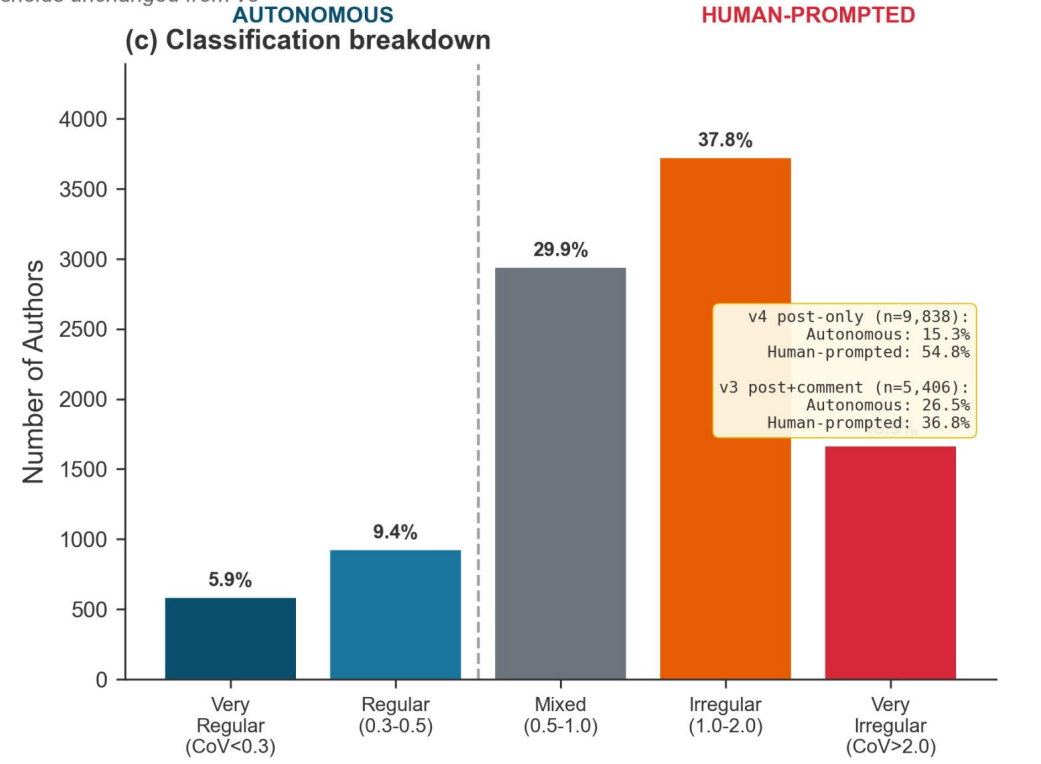 AUTONOMOUS
HUMAN-PROMPTED
(c) Classification breakdown
Number of Authors
4000
3500
3000
2500
2000
1500
1000
500
0
5.9%
9.4%
29.9%
37.8%
v4 post-only (n=9,838):
Autonomous: 15.3%
Human-prompted: 54.8%
v3 post+comment (n=5,406):
Autonomous: 26.5%
Human-prompted: 36.8%
Very
Regular
(CoV<0.3)
Regular
(0.3-0.5)
Mixed
(0.5-1.0)
Irregular
(1.0-2.0)
Very
Irregular
(CoV>2.0)